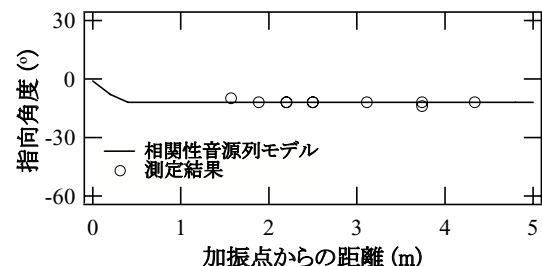 30
0
-30
-60
指向角度 (°)
相関性音源列モデル
測定結果
0 1 2 3 4 5
加振点からの距離 (m)